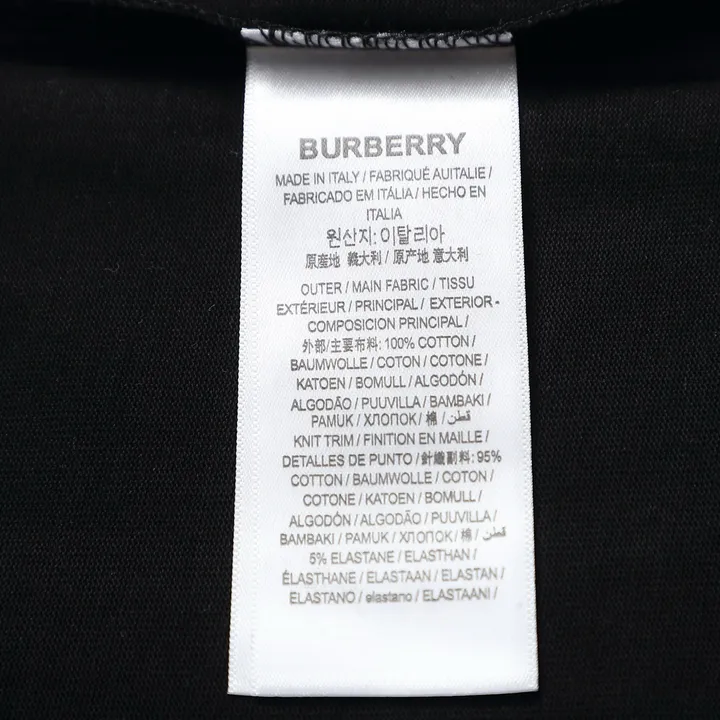 BURBERRY
MADE IN ITALY / FABRIQUÉ AUITALIE /
FABRICADO EM ITÁLIA / HECHO EN
ITALIA
원산지: 이탈리아
原産地 義大利 / 原产地 意大利
OUTER / MAIN FABRIC / TISSU
EXTÉRIEUR / PRINCIPAL / EXTERIOR -
COMPOSICION PRINCIPAL /
外部/主要布料: 100% COTTON /
BAUMWOLLE / COTON / COTONE /
KATOEN / BOMULL / ALGODÓN /
ALGODÃO / PUUVILLA / BAMBAKI /
PAMUK / ХЛОПОК / 棉 / قطن /
KNIT TRIM / FINITION EN MAILLE /
DETALLES DE PUNTO / 針織副料: 95%
COTTON / BAUMWOLLE / COTON /
COTONE / KATOEN / BOMULL /
ALGODÓN / ALGODÃO / PUUVILLA /
BAMBAKI / PAMUK / ХЛОПОК / 棉 / قطن
5% ELASTANE / ELASTHAN /
ÉLASTHANE / ELASTAAN / ELASTAN /
ELASTANO / elastano / ELASTAANI /